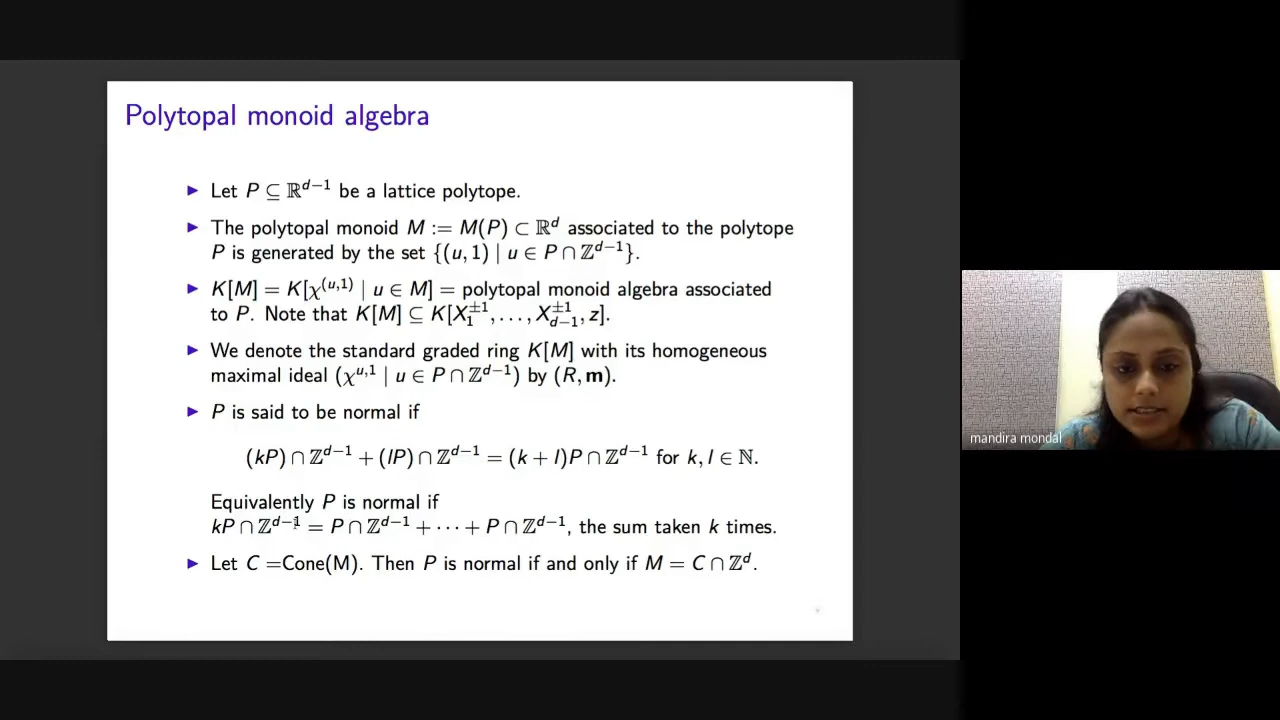 Polytopal monoid algebra
▶ Let P ⊆ ℝ^{d−1} be a lattice polytope.
▶ The polytopal monoid M := M(P) ⊂ ℝ^d associated to the polytope
P is generated by the set {(u, 1) | u ∈ P ∩ ℤ^{d−1}}.
▶ K[M] = K[χ^{(u,1)} | u ∈ M] = polytopal monoid algebra associated
to P. Note that K[M] ⊆ K[X_1^{±1}, . . . , X_{d−1}^{±1}, z].
▶ We denote the standard graded ring K[M] with its homogeneous
maximal ideal (χ^{u,1} | u ∈ P ∩ ℤ^{d−1}) by (R, m).
▶ P is said to be normal if
(kP) ∩ ℤ^{d−1} + (lP) ∩ ℤ^{d−1} = (k + l)P ∩ ℤ^{d−1} for k, l ∈ ℕ.
Equivalently P is normal if
kP ∩ ℤ^{d−1} = P ∩ ℤ^{d−1} + · · · + P ∩ ℤ^{d−1}, the sum taken k times.
▶ Let C =Cone(M). Then P is normal if and only if M = C ∩ ℤ^d.
mandira mondal